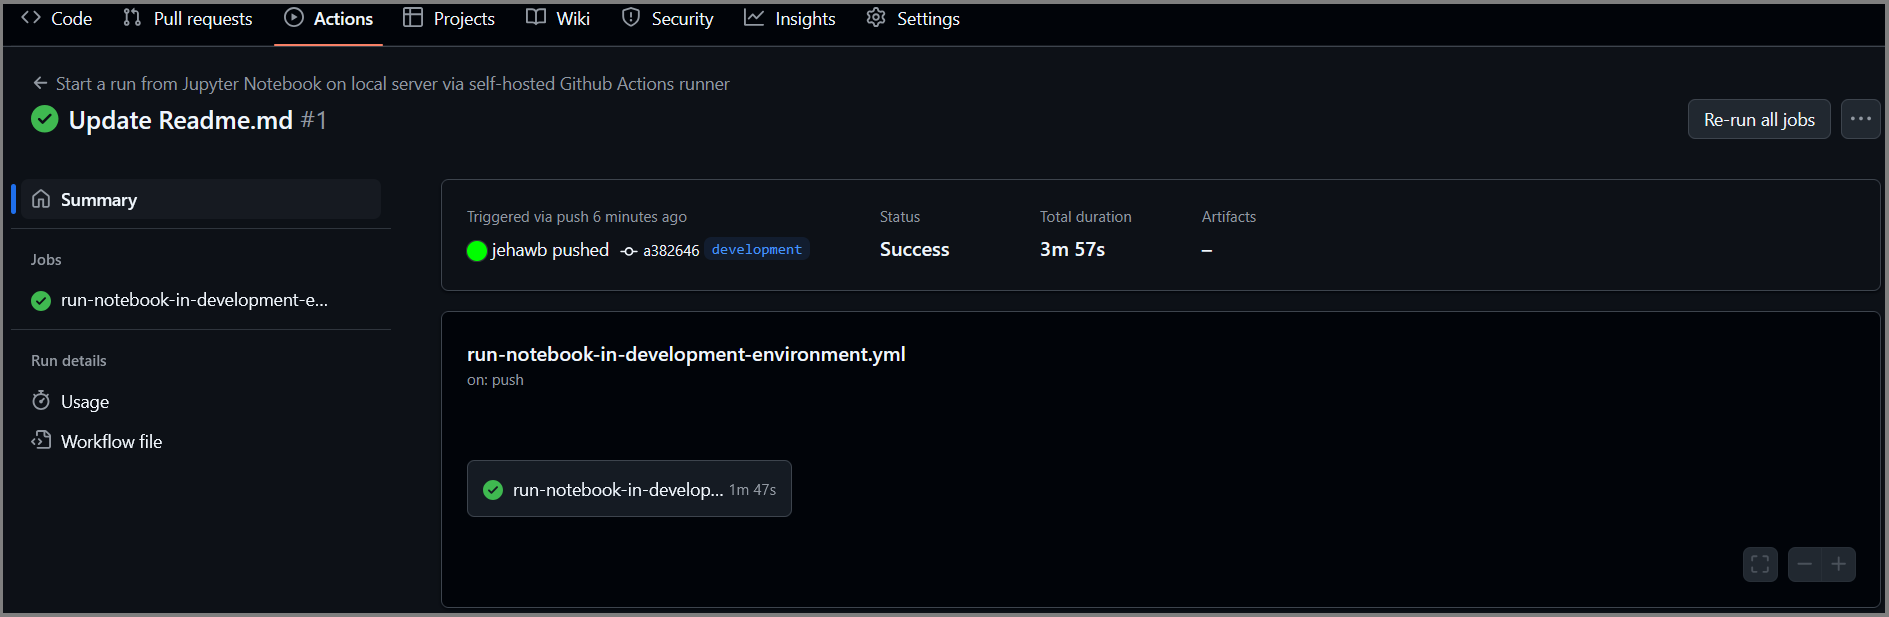 Code Pull requests Actions Projects Wiki Security Insights Settings
Start a run from Jupyter Notebook on local server via self-hosted Github Actions runner
Update Readme.md #1
Re-run all jobs
Summary
Jobs
run-notebook-in-development-e...
Run details
Usage
Workflow file
Triggered via push 6 minutes ago
jehawb pushed a382646 development
Status
Success
Total duration
3m 57s
Artifacts
–
run-notebook-in-development-environment.yml
on: push
run-notebook-in-develop... 1m 47s